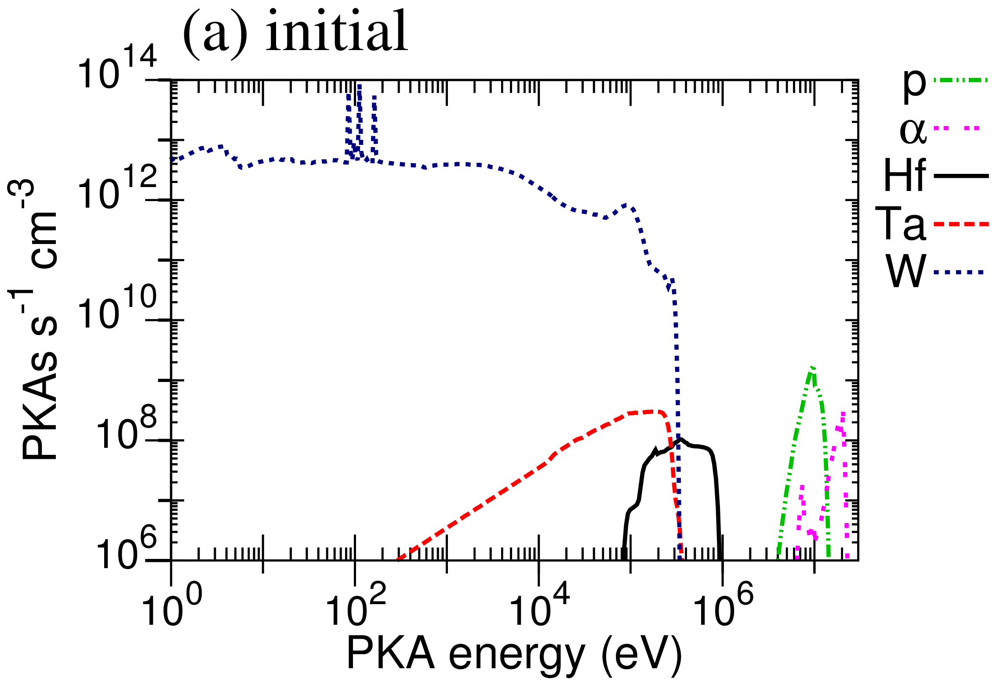 (a) initial
10^14
10^12
10^10
10^8
10^6
PKAs s^-1 cm^-3
10^0 10^2 10^4 10^6
PKA energy (eV)
p
α
Hf
Ta
W